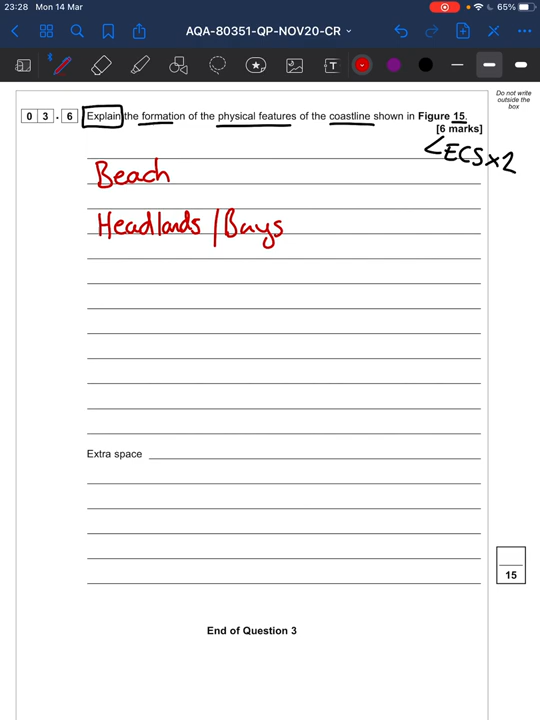 23:28 Mon 14 Mar
65%
AQA-80351-QP-NOV20-CR
Do not write
outside the
box
0 3 . 6 Explain the formation of the physical features of the coastline shown in Figure 15.
[6 marks]
<ECS×2
Beach
Headlands / Bays
Extra space
15
End of Question 3